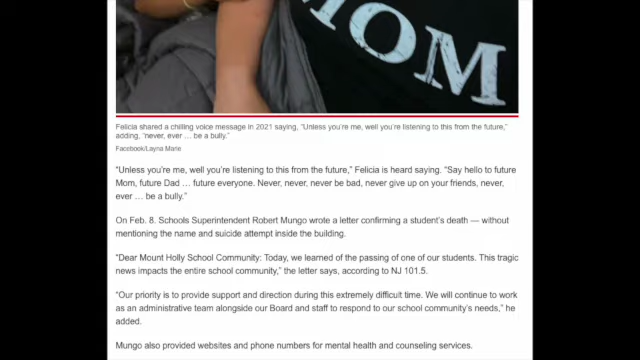 MOM
Felicia shared a chilling voice message in 2021 saying, "Unless you're me, well you're listening to this from the future,"
adding, "never, ever … be a bully."
Facebook/Layna Marie
"Unless you're me, well you're listening to this from the future," Felicia is heard saying. "Say hello to future
Mom, future Dad … future everyone. Never, never, never be bad, never give up on your friends, never,
ever … be a bully."
On Feb. 8. Schools Superintendent Robert Mungo wrote a letter confirming a student's death — without
mentioning the name and suicide attempt inside the building.
"Dear Mount Holly School Community: Today, we learned of the passing of one of our students. This tragic
news impacts the entire school community," the letter says, according to NJ 101.5.
"Our priority is to provide support and direction during this extremely difficult time. We will continue to work
as an administrative team alongside our Board and staff to respond to our school community's needs," he
added.
Mungo also provided websites and phone numbers for mental health and counseling services.